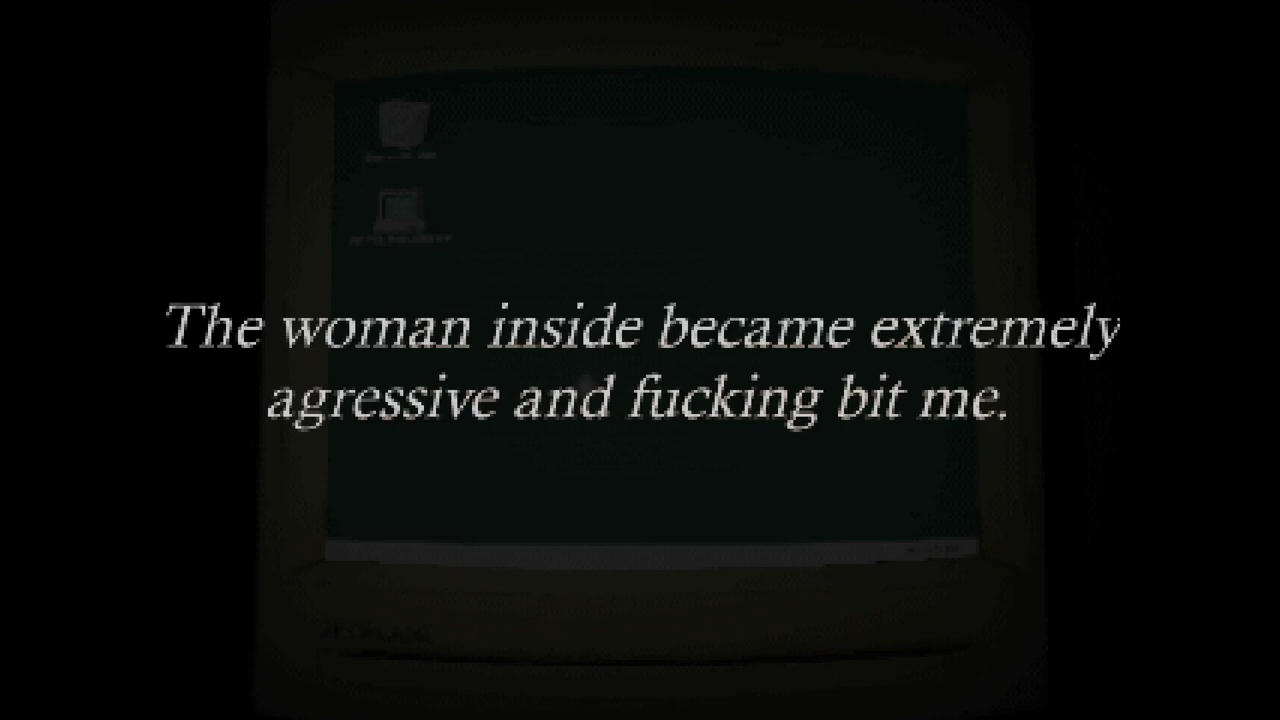 The woman inside became extremely
agressive and fucking bit me.